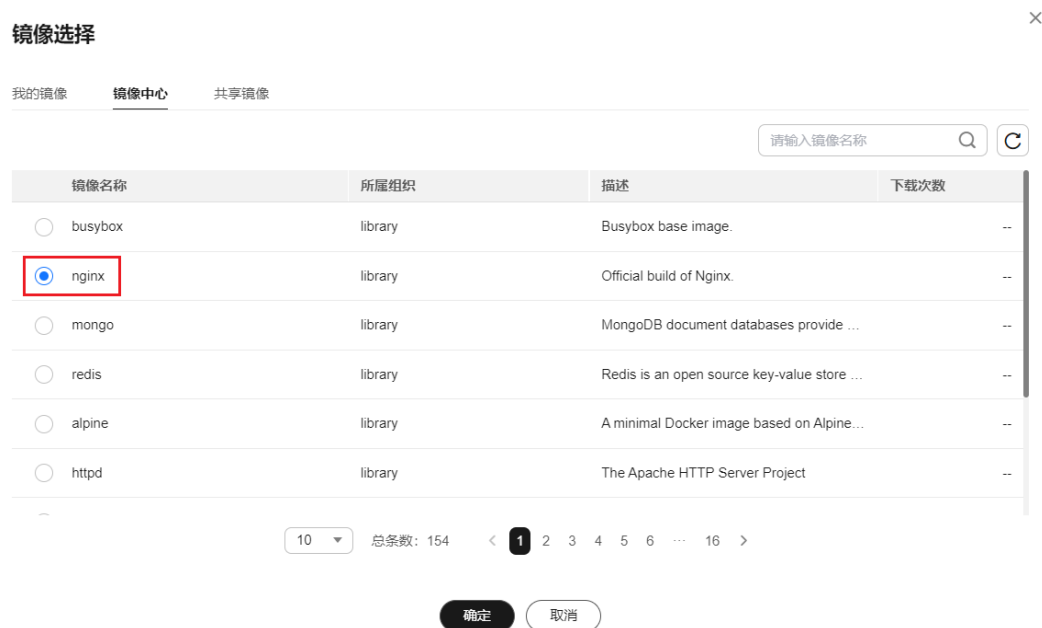 镜像选择
我的镜像 镜像中心 共享镜像
请输入镜像名称
镜像名称 所属组织 描述 下载次数
busybox library Busybox base image. --
nginx library Official build of Nginx. --
mongo library MongoDB document databases provide ... --
redis library Redis is an open source key-value store ... --
alpine library A minimal Docker image based on Alpine... --
httpd library The Apache HTTP Server Project --
10 总条数：154 < 1 2 3 4 5 6 ... 16 >
确定 取消